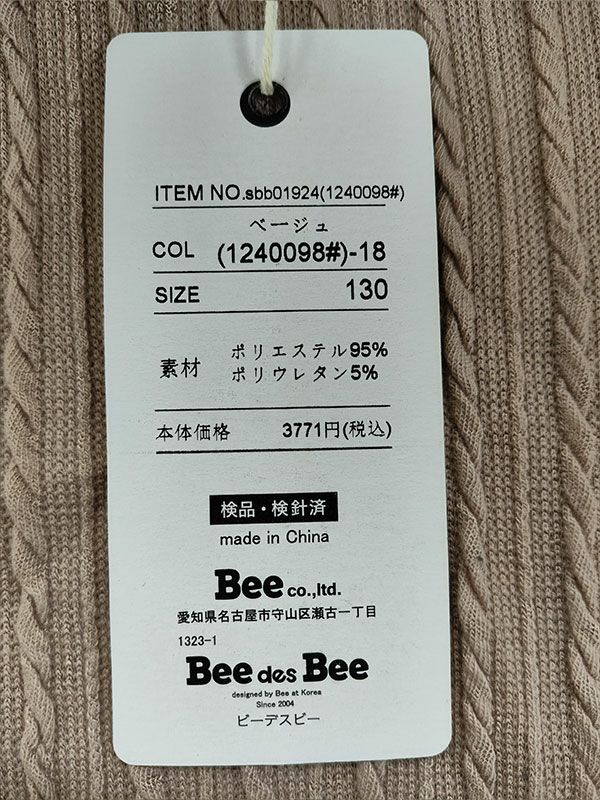 ITEM NO.sbb01924(1240098#)
ベージュ
COL (1240098#)-18
SIZE 130
素材 ポリエステル95%
ポリウレタン5%
本体価格 3771円(税込)
検品・検針済
made in China
Bee co.,ltd.
愛知県名古屋市守山区瀬古一丁目
1323-1
Bee des Bee
designed by Bee at Korea
Since 2004
ビーデスビー